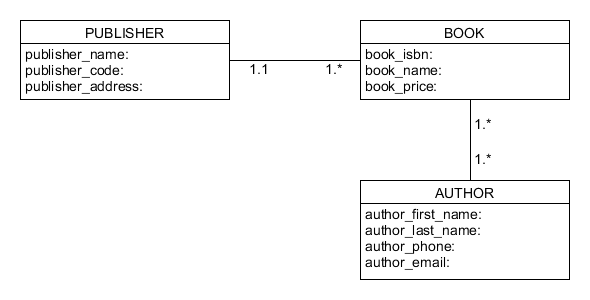 PUBLISHER
publisher_name:
publisher_code:
publisher_address:
1.1
1.*
BOOK
book_isbn:
book_name:
book_price:
1.*
1.*
AUTHOR
author_first_name:
author_last_name:
author_phone:
author_email: